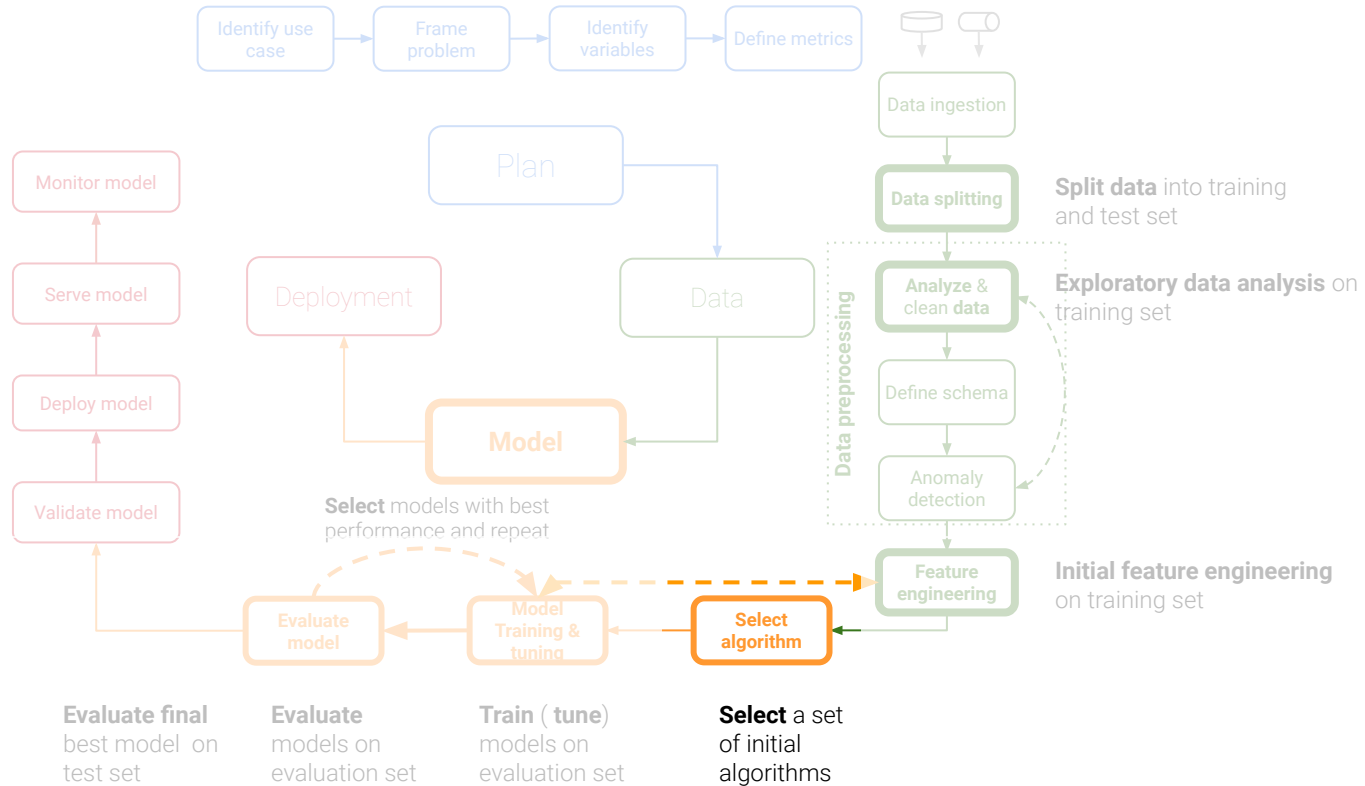 Identify use
case
Frame
problem
Identify
variables
Define metrics
Data ingestion
Plan
Monitor model
Data splitting
Split data into training
and test set
Serve model
Deployment
Data
Data preprocessing
Analyze &
clean data
Exploratory data analysis on
training set
Deploy model
Define schema
Model
Validate model
Anomaly
detection
Select models with best
performance and repeat
Feature
engineering
Initial feature engineering
on training set
Evaluate
model
Model
Training &
tuning
Select
algorithm
Evaluate final
best model on
test set
Evaluate
models on
evaluation set
Train ( tune)
models on
evaluation set
Select a set
of initial
algorithms